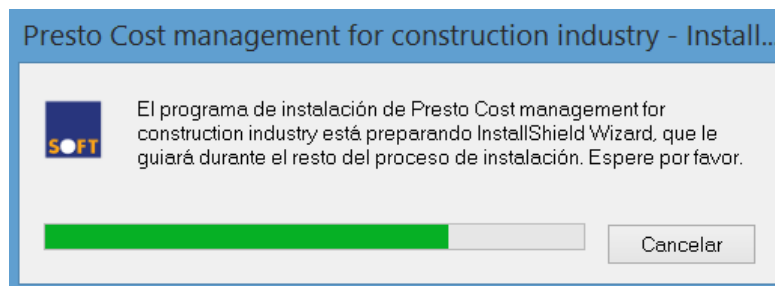 Presto Cost management for construction industry - Install...
El programa de instalación de Presto Cost management for
construction industry está preparando InstallShield Wizard, que le
guiará durante el resto del proceso de instalación. Espere por favor.
SOFT
Cancelar